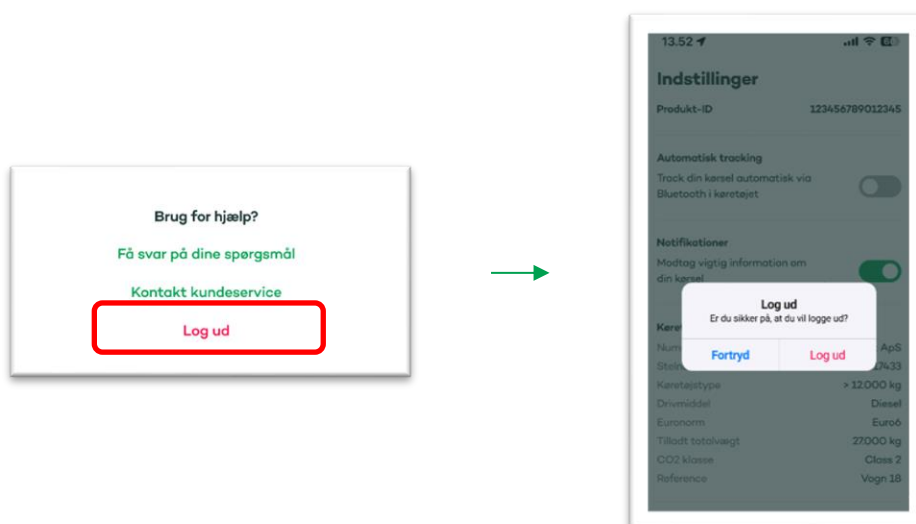 Brug for hjælp?
Få svar på dine spørgsmål
Kontakt kundeservice
Log ud
13.52
Indstillinger
Produkt-ID 123456789012345
Automatisk tracking
Track din kørsel automatisk via
Bluetooth i køretøjet
Notifikationer
Modtag vigtig information om
din kørsel
Log ud
Er du sikker på, at du vil logge ud?
Fortryd Log ud
ApS
Køretøjstype > 12.000 kg
Drivmiddel Diesel
Euronorm Euro6
Tilladt totalvægt 27.000 kg
CO2 klasse Class 2
Reference Vogn 18